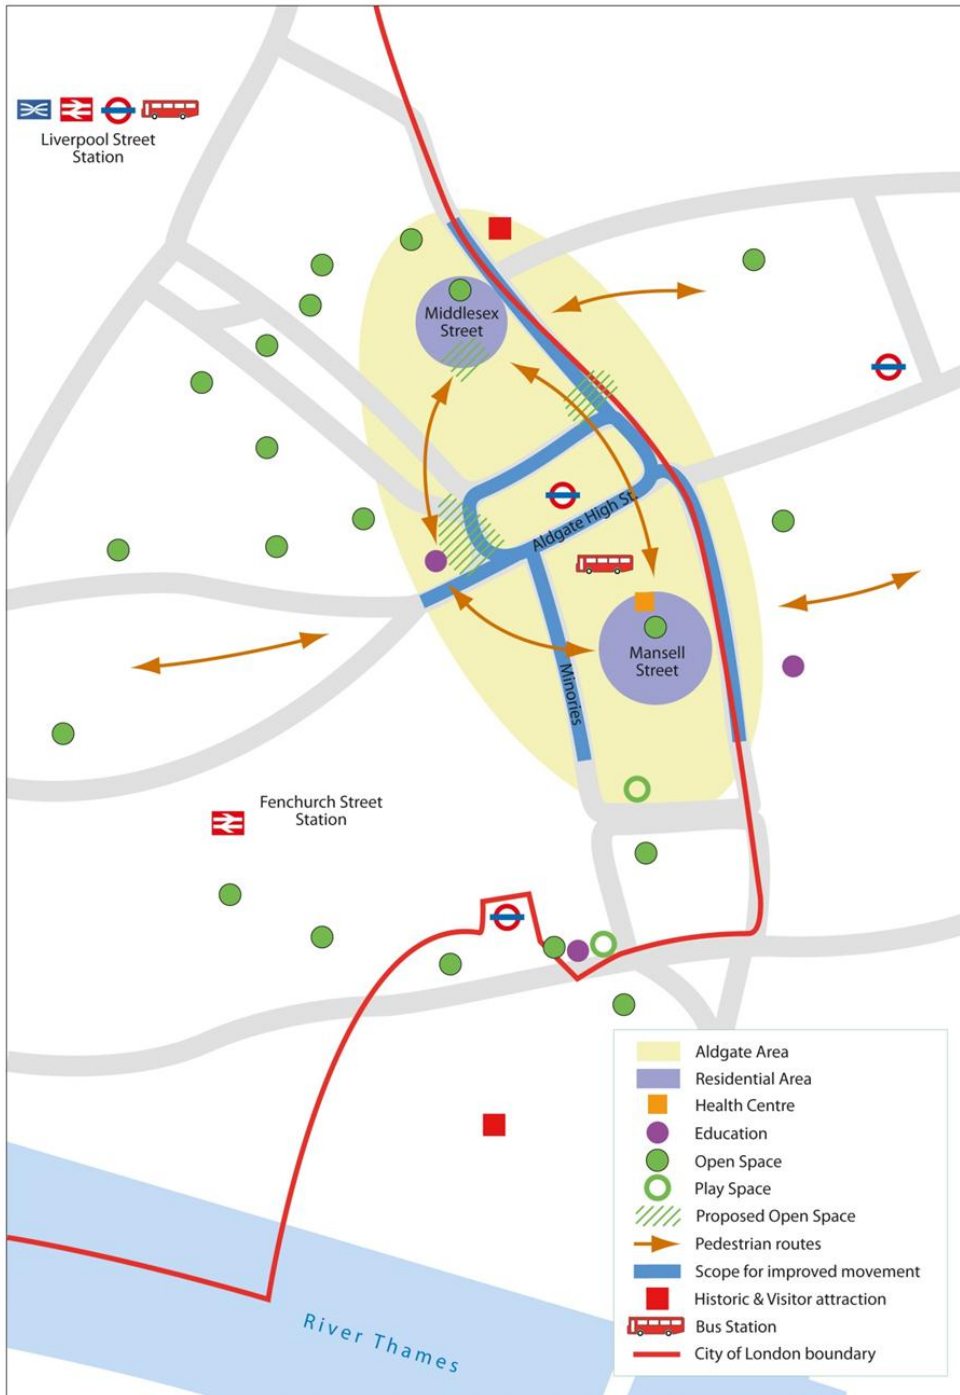 Liverpool Street
Station
Middlesex
Street
Aldgate High St.
Mansell
Street
Minories
Fenchurch Street
Station
River Thames
Aldgate Area
Residential Area
Health Centre
Education
Open Space
Play Space
Proposed Open Space
Pedestrian routes
Scope for improved movement
Historic & Visitor attraction
Bus Station
City of London boundary